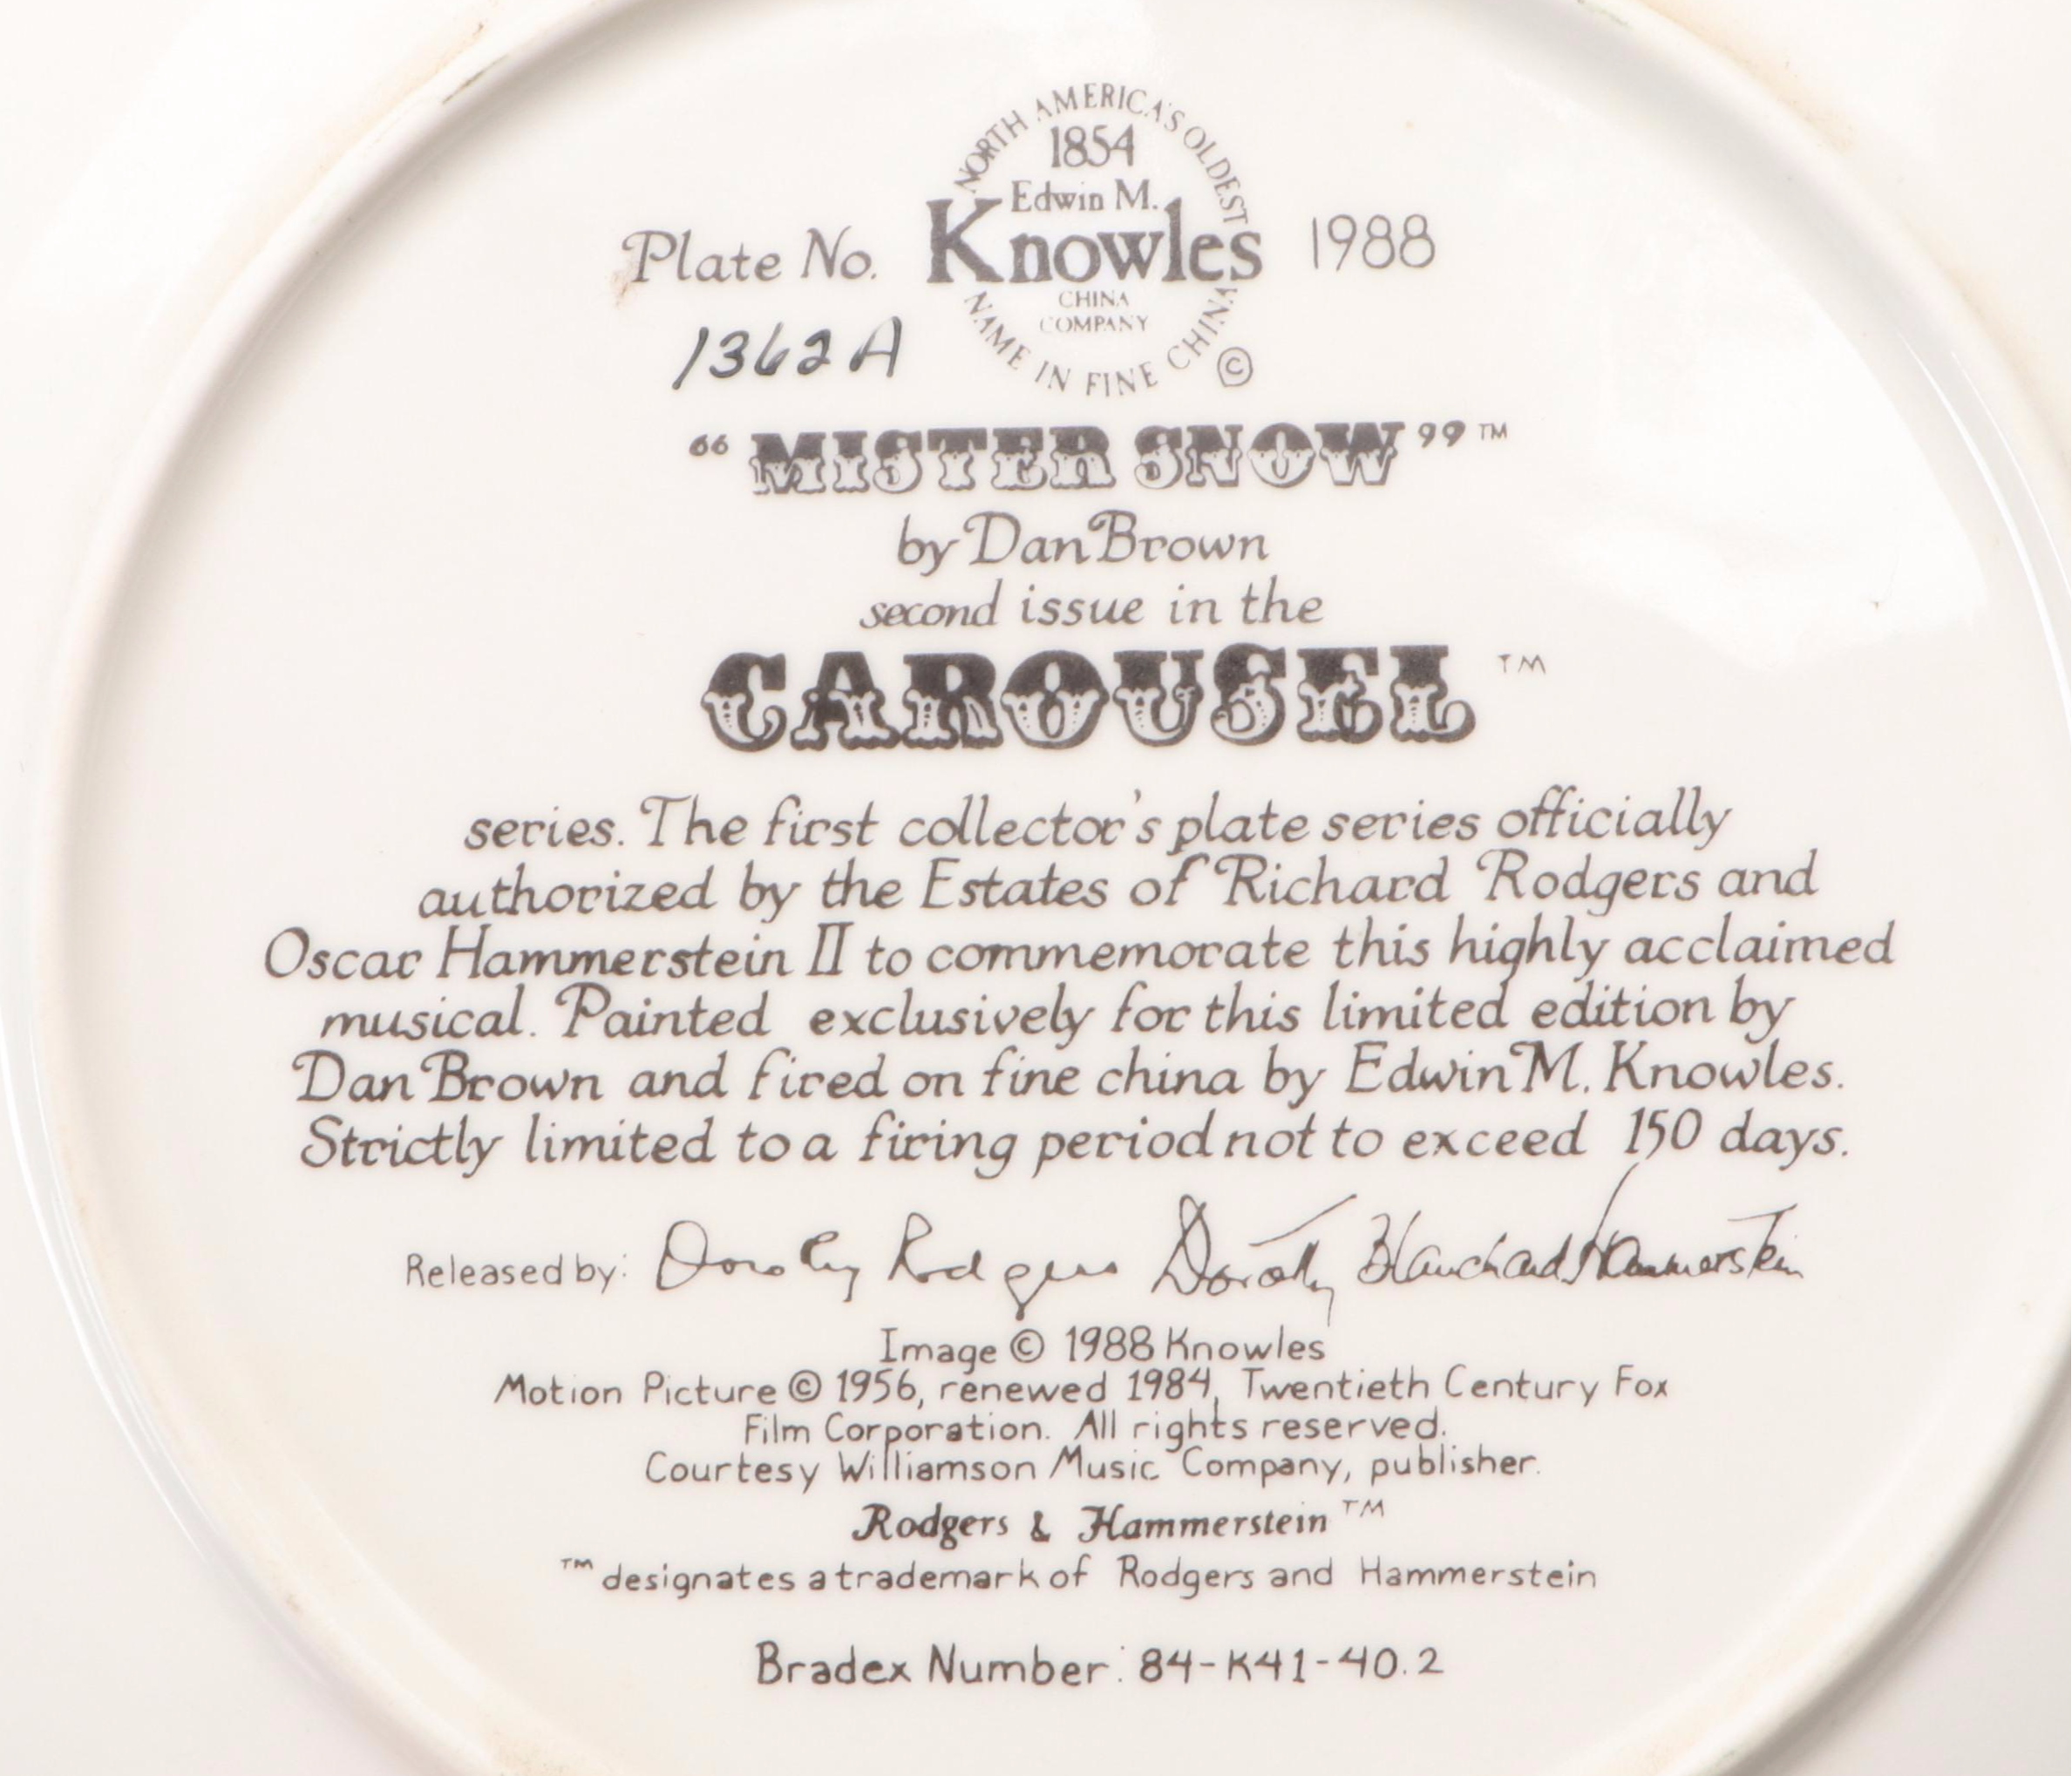 NORTH AMERICA'S OLDEST
1854
Edwin M.
Plate No. Knowles 1988
CHINA
COMPANY
NAME IN FINE CHINA
©
1362A
“MISTER SNOW”™
by Dan Brown
second issue in the
CAROUSEL™
series. The first collector's plate series officially
authorized by the Estates of Richard Rodgers and
Oscar Hammerstein II to commemorate this highly acclaimed
musical. Painted exclusively for this limited edition by
Dan Brown and fired on fine china by Edwin M. Knowles.
Strictly limited to a firing period not to exceed 150 days.
Released by: Dorothy Rodgers Dorothy Blanchard Hammerstein
Image © 1988 Knowles
Motion Picture © 1956, renewed 1984, Twentieth Century Fox
Film Corporation. All rights reserved.
Courtesy Williamson Music Company, publisher.
Rodgers & Hammerstein™
™ designates a trademark of Rodgers and Hammerstein
Bradex Number: 84-K41-40.2